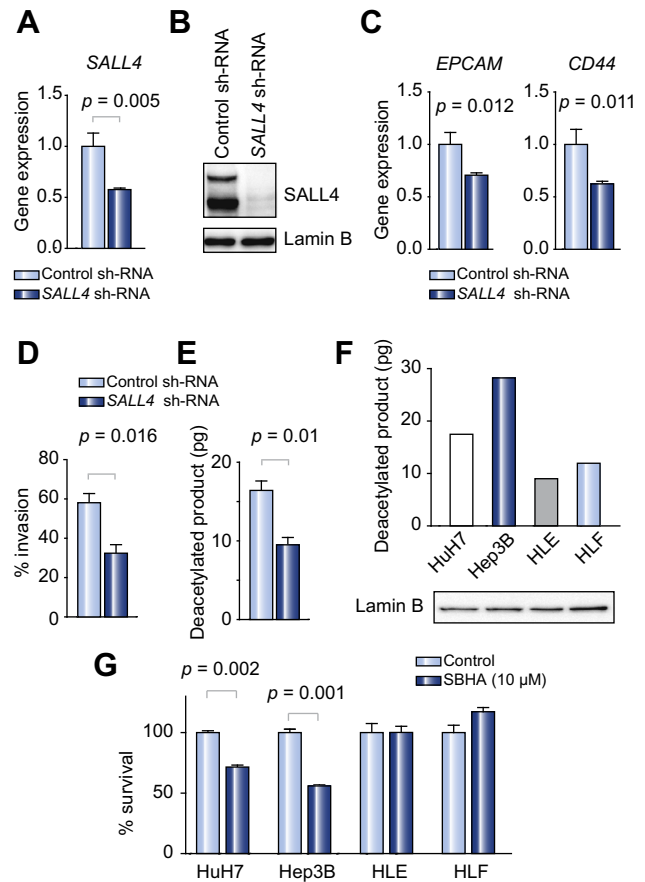 A
SALL4
Gene expression
1.5
1.0
0.5
0.0
p = 0.005
Control sh-RNA
SALL4 sh-RNA
B
Control sh-RNA
SALL4 sh-RNA
SALL4
Lamin B
C
EPCAM
CD44
Gene expression
1.5
1.0
0.5
0.0
p = 0.012
1.5
1.0
0.5
0.0
p = 0.011
Control sh-RNA
SALL4 sh-RNA
D
Control sh-RNA
SALL4 sh-RNA
p = 0.016
% invasion
80
60
40
20
0
E
p = 0.01
Deacetylated product (pg)
20
10
0
F
Deacetylated product (pg)
30
20
10
0
HuH7
Hep3B
HLE
HLF
Lamin B
G
Control
SBHA (10 µM)
p = 0.002
p = 0.001
% survival
100
50
0
HuH7
Hep3B
HLE
HLF